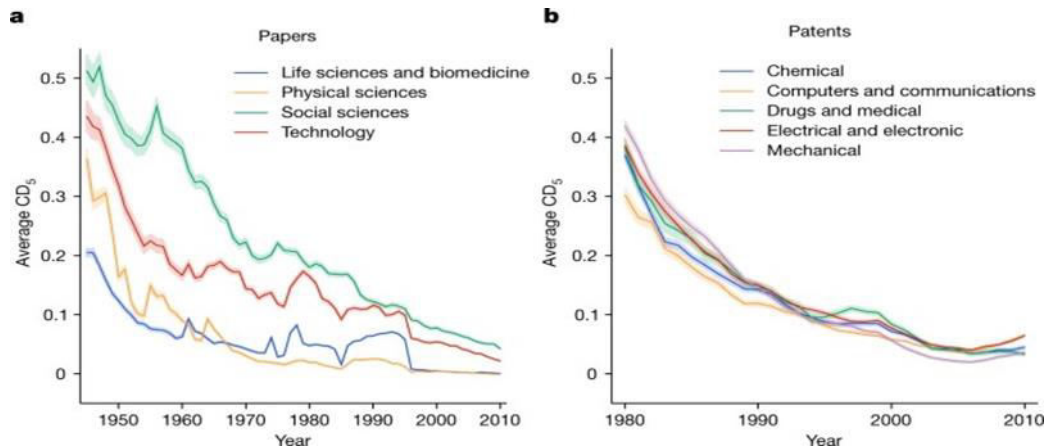 a
Papers
Life sciences and biomedicine
Physical sciences
Social sciences
Technology
0.5
0.4
0.3
0.2
0.1
0
Average CD5
1950 1960 1970 1980 1990 2000 2010
Year
b
Patents
Chemical
Computers and communications
Drugs and medical
Electrical and electronic
Mechanical
0.5
0.4
0.3
0.2
0.1
0
Average CD5
1980 1990 2000 2010
Year